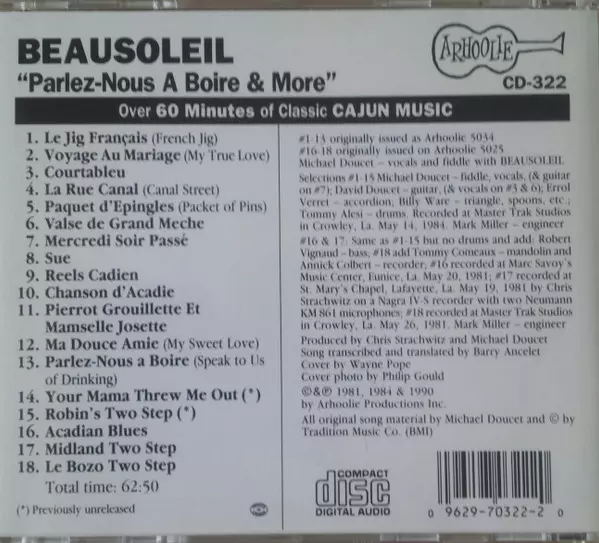 BEAUSOLEIL
"Parlez-Nous A Boire & More"
ARHOOLIE
CD-322
Over 60 Minutes of Classic CAJUN MUSIC
1. Le Jig Français (French Jig)
2. Voyage Au Mariage (My True Love)
3. Courtableu
4. La Rue Canal (Canal Street)
5. Paquet d'Epingles (Packet of Pins)
6. Valse de Grand Meche
7. Mercredi Soir Passé
8. Sue
9. Reels Cadien
10. Chanson d'Acadie
11. Pierrot Grouillette Et
Mamselle Josette
12. Ma Douce Amie (My Sweet Love)
13. Parlez-Nous a Boire (Speak to Us
of Drinking)
14. Your Mama Threw Me Out (*)
15. Robin's Two Step (*)
16. Acadian Blues
17. Midland Two Step
18. Le Bozo Two Step
Total time: 62:50
(*) Previously unreleased
#1-13 originally issued as Arhoolie 5034
#16-18 originally issued on Arhoolie 5025
Michael Doucet – vocals and fiddle with BEAUSOLEIL
Selections #1-15 Michael Doucet – fiddle, vocals, (& guitar
on #7); David Doucet – guitar, (& vocals on #3 & 6); Errol
Verret – accordion, Billy Ware – triangle, spoons, etc.;
Tommy Alesi – drums. Recorded at Master Trak Studios
in Crowley, La. May 14, 1984. Mark Miller – engineer
#16 & 17: Same as #1-15 but no drums and add: Robert
Vignaud – bass; #18 add Tommy Comeaux – mandolin and
Annick Colbert – recorder; #16 recorded at Marc Savoy's
Music Center, Eunice, La. May 20, 1981; #17 recorded at
St. Mary's Chapel, Lafayette, La. May 19, 1981 by Chris
Strachwitz on a Nagra IV-S recorder with two Neumann
KM 861 microphones; #18 recorded at Master Trak Studios
in Crowley, La. May 26, 1981. Mark Miller – engineer
Produced by Chris Strachwitz and Michael Doucet
Song transcribed and translated by Barry Ancelet
Cover by Wayne Pope
Cover photo by Philip Gould
©&℗ 1981, 1984 & 1990
by Arhoolie Productions Inc.
All original song material by Michael Doucet and © by
Tradition Music Co. (BMI)
COMPACT
disc
DIGITAL AUDIO
0 9629-70322-2 0